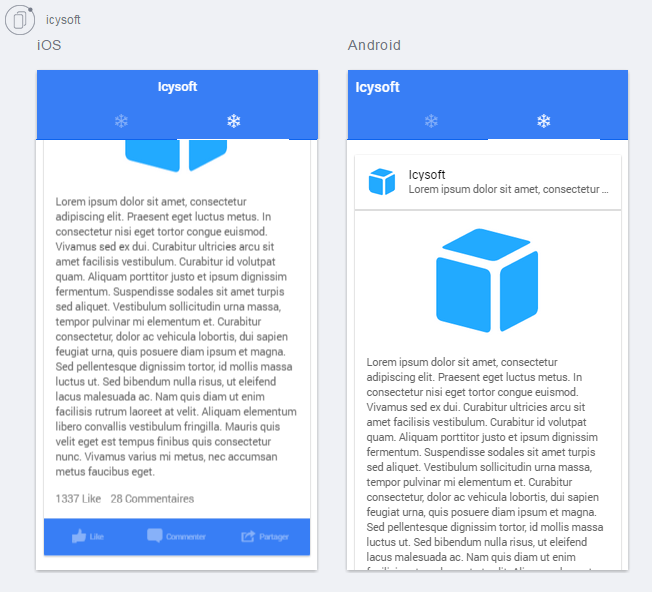 icysoft
iOS
Icysoft
Lorem ipsum dolor sit amet, consectetur
adipiscing elit. Praesent eget luctus metus. In
consectetur nisi eget tortor congue euismod.
Vivamus sed ex dui. Curabitur ultricies arcu sit
amet facilisis vestibulum. Curabitur id volutpat
quam. Aliquam porttitor justo et ipsum dignissim
fermentum. Suspendisse sodales sit amet turpis
sed aliquet. Vestibulum sollicitudin urna massa,
tempor pulvinar mi elementum et. Curabitur
consectetur, dolor ac vehicula lobortis, dui sapien
feugiat urna, quis posuere diam ipsum et magna.
Sed pellentesque dignissim tortor, id mollis massa
luctus ut. Sed bibendum nulla risus, ut eleifend
lacus malesuada ac. Nam quis diam ut enim
facilisis rutrum laoreet at velit. Aliquam elementum
libero convallis vestibulum fringilla. Mauris quis
velit eget est tempus finibus quis consectetur
nunc. Vivamus varius mi metus, nec accumsan
metus faucibus eget.
1337 Like 28 Commentaires
Like Commenter Partager
Android
Icysoft
Icysoft
Lorem ipsum dolor sit amet, consectetur ...
Lorem ipsum dolor sit amet, consectetur
adipiscing elit. Praesent eget luctus metus. In
consectetur nisi eget tortor congue euismod.
Vivamus sed ex dui. Curabitur ultricies arcu sit
amet facilisis vestibulum. Curabitur id volutpat
quam. Aliquam porttitor justo et ipsum dignissim
fermentum. Suspendisse sodales sit amet turpis
sed aliquet. Vestibulum sollicitudin urna massa,
tempor pulvinar mi elementum et. Curabitur
consectetur, dolor ac vehicula lobortis, dui sapien
feugiat urna, quis posuere diam ipsum et magna.
Sed pellentesque dignissim tortor, id mollis massa
luctus ut. Sed bibendum nulla risus, ut eleifend
lacus malesuada ac. Nam quis diam ut enim